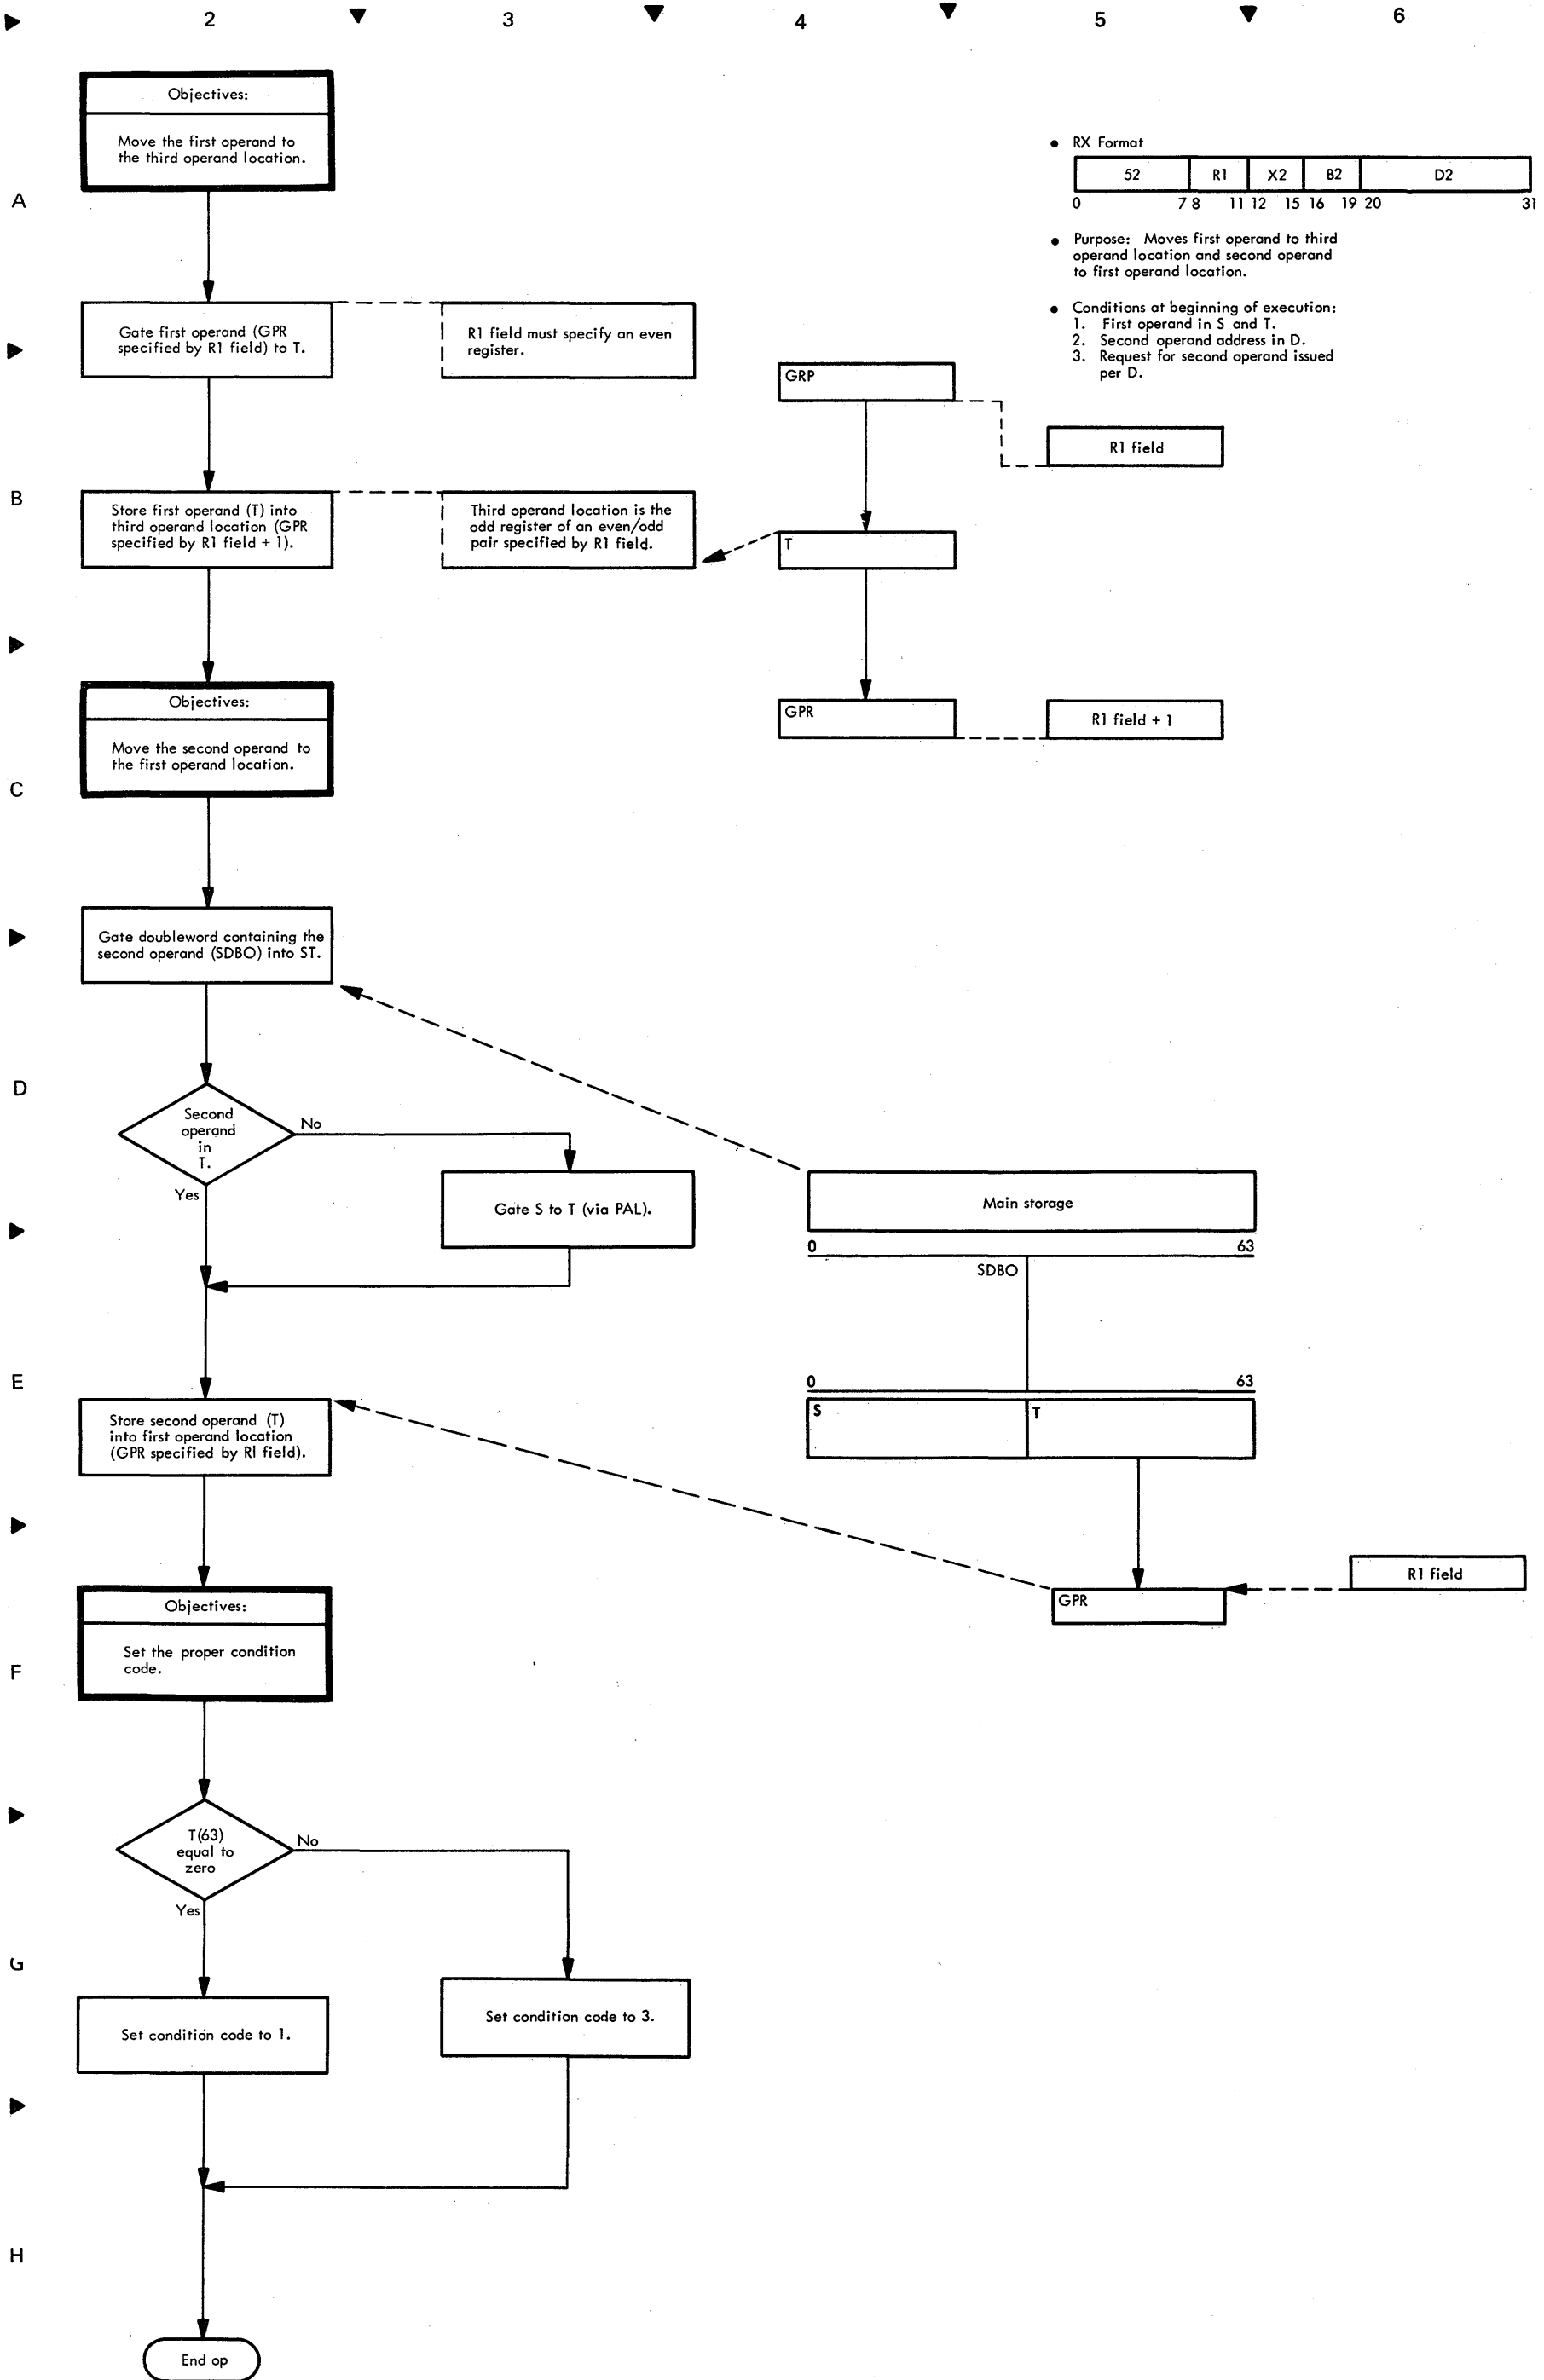 2 3 4 5 6
Objectives:
Move the first operand to
the third operand location.
• RX Format
52 R1 X2 B2 D2
0 7 8 11 12 15 16 19 20 31
A
• Purpose: Moves first operand to third
operand location and second operand
to first operand location.
• Conditions at beginning of execution:
1. First operand in S and T.
2. Second operand address in D.
3. Request for second operand issued
per D.
Gate first operand (GPR
specified by R1 field) to T.
R1 field must specify an even
register.
GRP
R1 field
B
Store first operand (T) into
third operand location (GPR
specified by R1 field + 1).
Third operand location is the
odd register of an even/odd
pair specified by R1 field.
T
GPR
R1 field + 1
Objectives:
Move the second operand to
the first operand location.
C
Gate doubleword containing the
second operand (SDBO) into ST.
D
Second
operand
in
T.
No
Yes
Gate S to T (via PAL).
Main storage
0 63
SDBO
E
0 63
S T
Store second operand (T)
into first operand location
(GPR specified by RI field).
R1 field
GPR
Objectives:
Set the proper condition
code.
F
T(63)
equal to
zero
No
Yes
G
Set condition code to 3.
Set condition code to 1.
H
End op